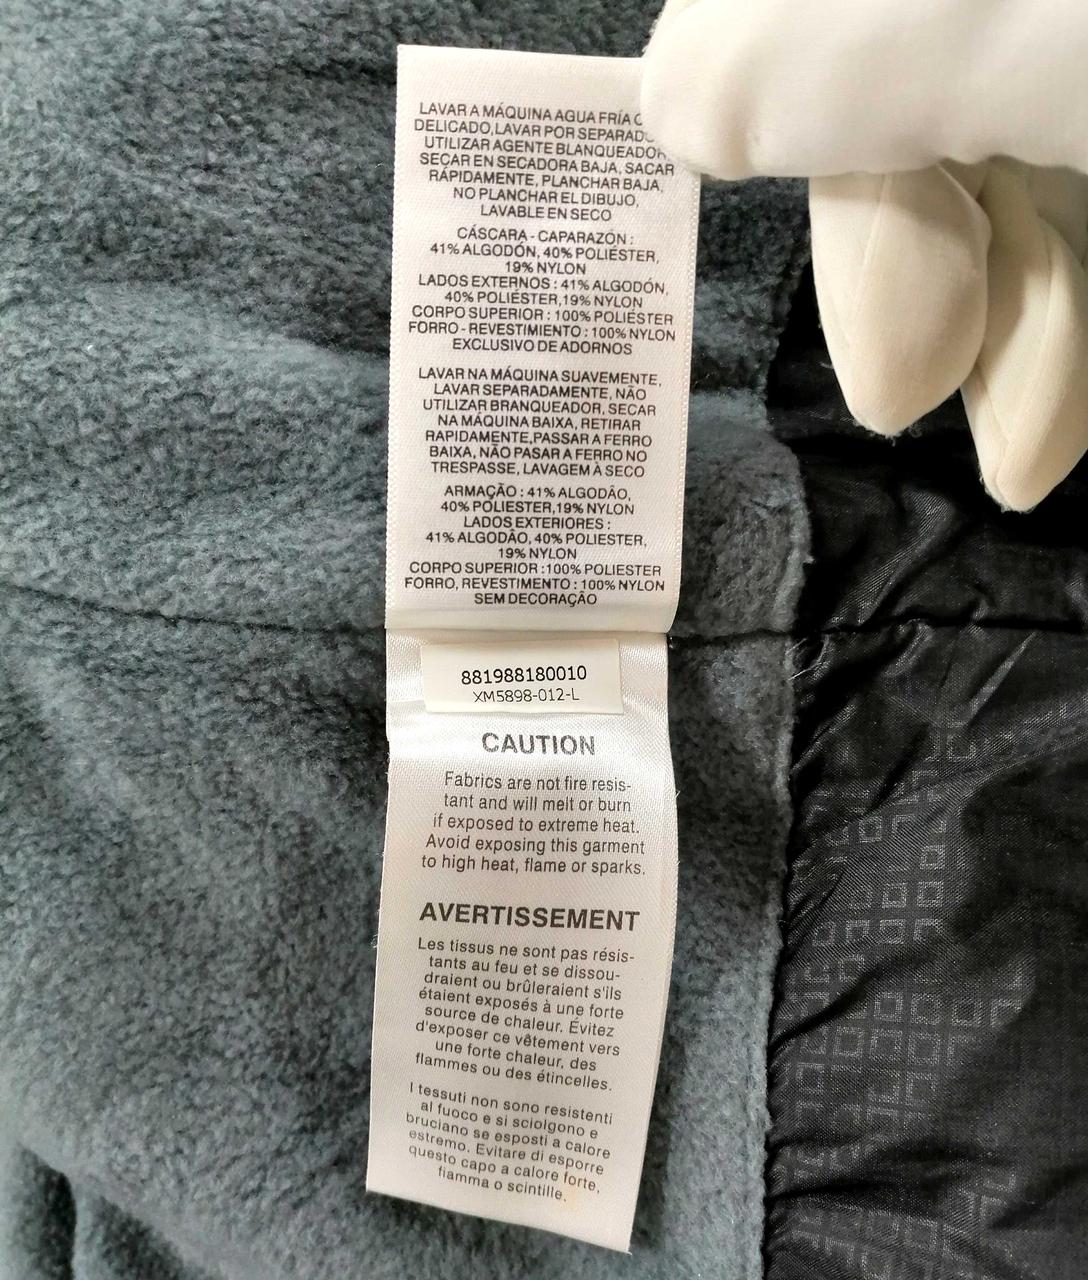 LAVAR A MÁQUINA AGUA FRÍA
DELICADO, LAVAR POR SEPARADO
UTILIZAR AGENTE BLANQUEADOR,
SECAR EN SECADORA BAJA, SACAR
RÁPIDAMENTE, PLANCHAR BAJA,
NO PLANCHAR EL DIBUJO,
LAVABLE EN SECO
CÁSCARA - CAPARAZÓN :
41% ALGODÓN, 40% POLIÉSTER,
19% NYLON
LADOS EXTERNOS : 41% ALGODÓN,
40% POLIÉSTER,19% NYLON
CORPO SUPERIOR : 100% POLIÉSTER
FORRO - REVESTIMIENTO : 100% NYLON
EXCLUSIVO DE ADORNOS
LAVAR NA MÁQUINA SUAVEMENTE,
LAVAR SEPARADAMENTE, NÃO
UTILIZAR BRANQUEADOR, SECAR
NA MÁQUINA BAIXA, RETIRAR
RAPIDAMENTE,PASSAR A FERRO
BAIXA, NÃO PASSAR A FERRO NO
TRESPASSE, LAVAGEM À SECO
ARMAÇÃO : 41% ALGODÃO,
40% POLIESTER,19% NYLON
LADOS EXTERIORES :
41% ALGODÃO, 40% POLIESTER,
19% NYLON
CORPO SUPERIOR :100% POLIESTER
FORRO, REVESTIMENTO : 100% NYLON
SEM DECORAÇÃO
881988180010
XM5898-012-L
CAUTION
Fabrics are not fire resis-
tant and will melt or burn
if exposed to extreme heat.
Avoid exposing this garment
to high heat, flame or sparks.
AVERTISSEMENT
Les tissus ne sont pas résis-
tants au feu et se dissou-
draient ou brûleraient s'ils
étaient exposés à une forte
source de chaleur. Évitez
d'exposer ce vêtement vers
une forte chaleur, des
flammes ou des étincelles.
I tessuti non sono resistenti
al fuoco e si sciolgono e
bruciano se esposti a calore
estremo. Evitare di esporre
questo capo a calore forte,
fiamma o scintille.